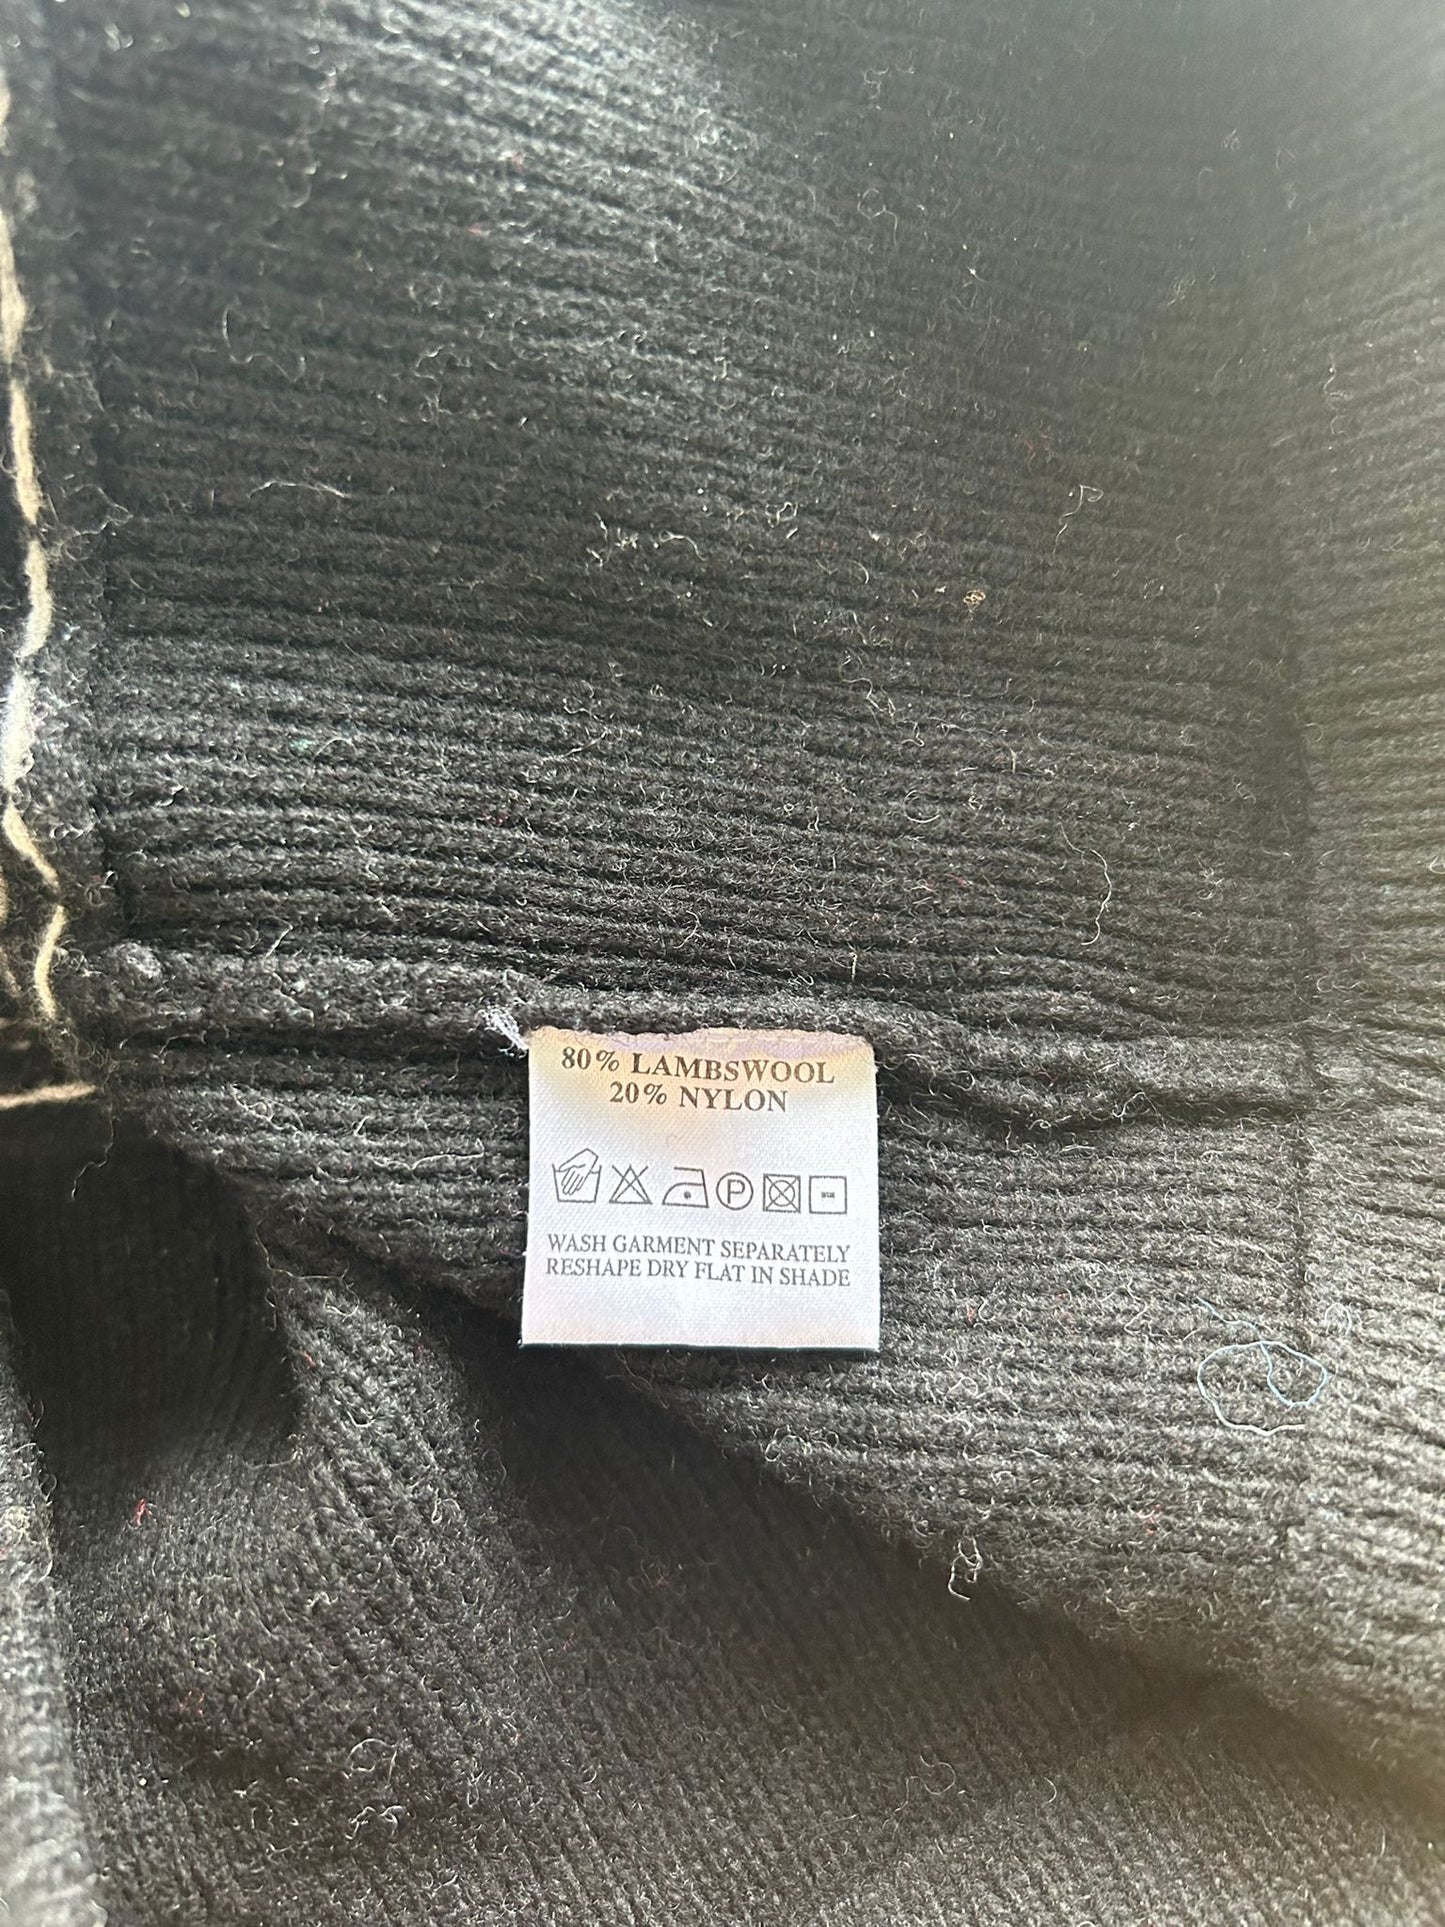 80% LAMBSWOOL
20% NYLON
P
WASH GARMENT SEPARATELY
RESHAPE DRY FLAT IN SHADE